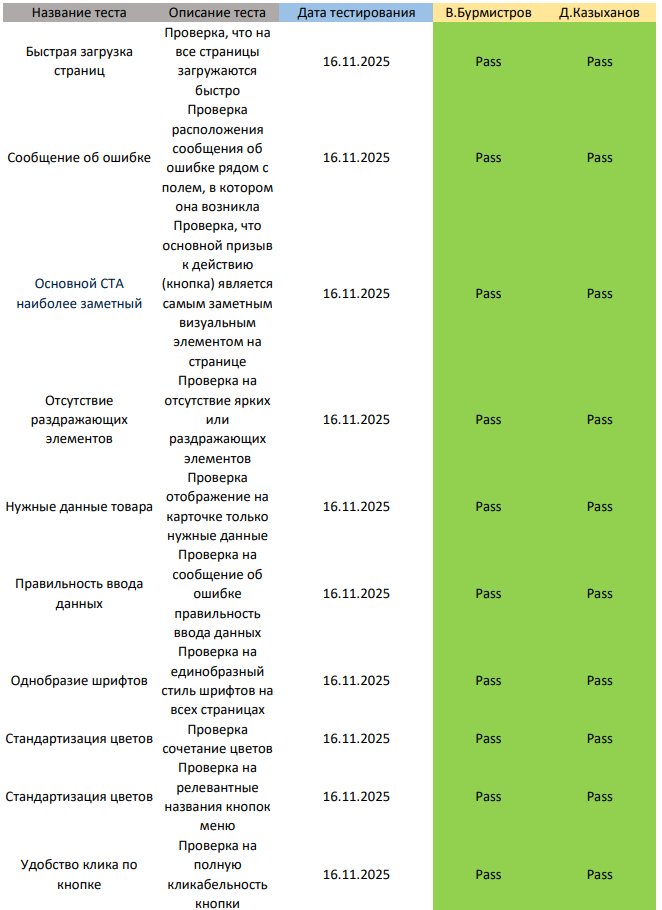 Название теста Описание теста Дата тестирования В.Бурмистров Д.Казыханов
Быстрая загрузка
страниц
Проверка, что на
все страницы
загружаются
быстро
16.11.2025 Pass Pass
Сообщение об ошибке
Проверка
расположения
сообщения об
ошибке рядом с
полем, в котором
она возникла
16.11.2025 Pass Pass
Основной СТА
наиболее заметный
Проверка, что
основной призыв
к действию
(кнопка) является
самым заметным
визуальным
элементом на
странице
16.11.2025 Pass Pass
Отсутствие
раздражающих
элементов
Проверка на
отсутствие ярких
или
раздражающих
элементов
16.11.2025 Pass Pass
Нужные данные товара
Проверка
отображение на
карточке только
нужные данные
16.11.2025 Pass Pass
Правильность ввода
данных
Проверка на
сообщение об
ошибке
правильность
ввода данных
16.11.2025 Pass Pass
Однобразие шрифтов
Проверка на
единобразный
стиль шрифтов на
всех страницах
16.11.2025 Pass Pass
Стандартизация цветов
Проверка
сочетание цветов
16.11.2025 Pass Pass
Стандартизация цветов
Проверка на
релевантные
названия кнопок
меню
16.11.2025 Pass Pass
Удобство клика по
кнопке
Проверка на
полную
кликабельность
кнопки
16.11.2025 Pass Pass